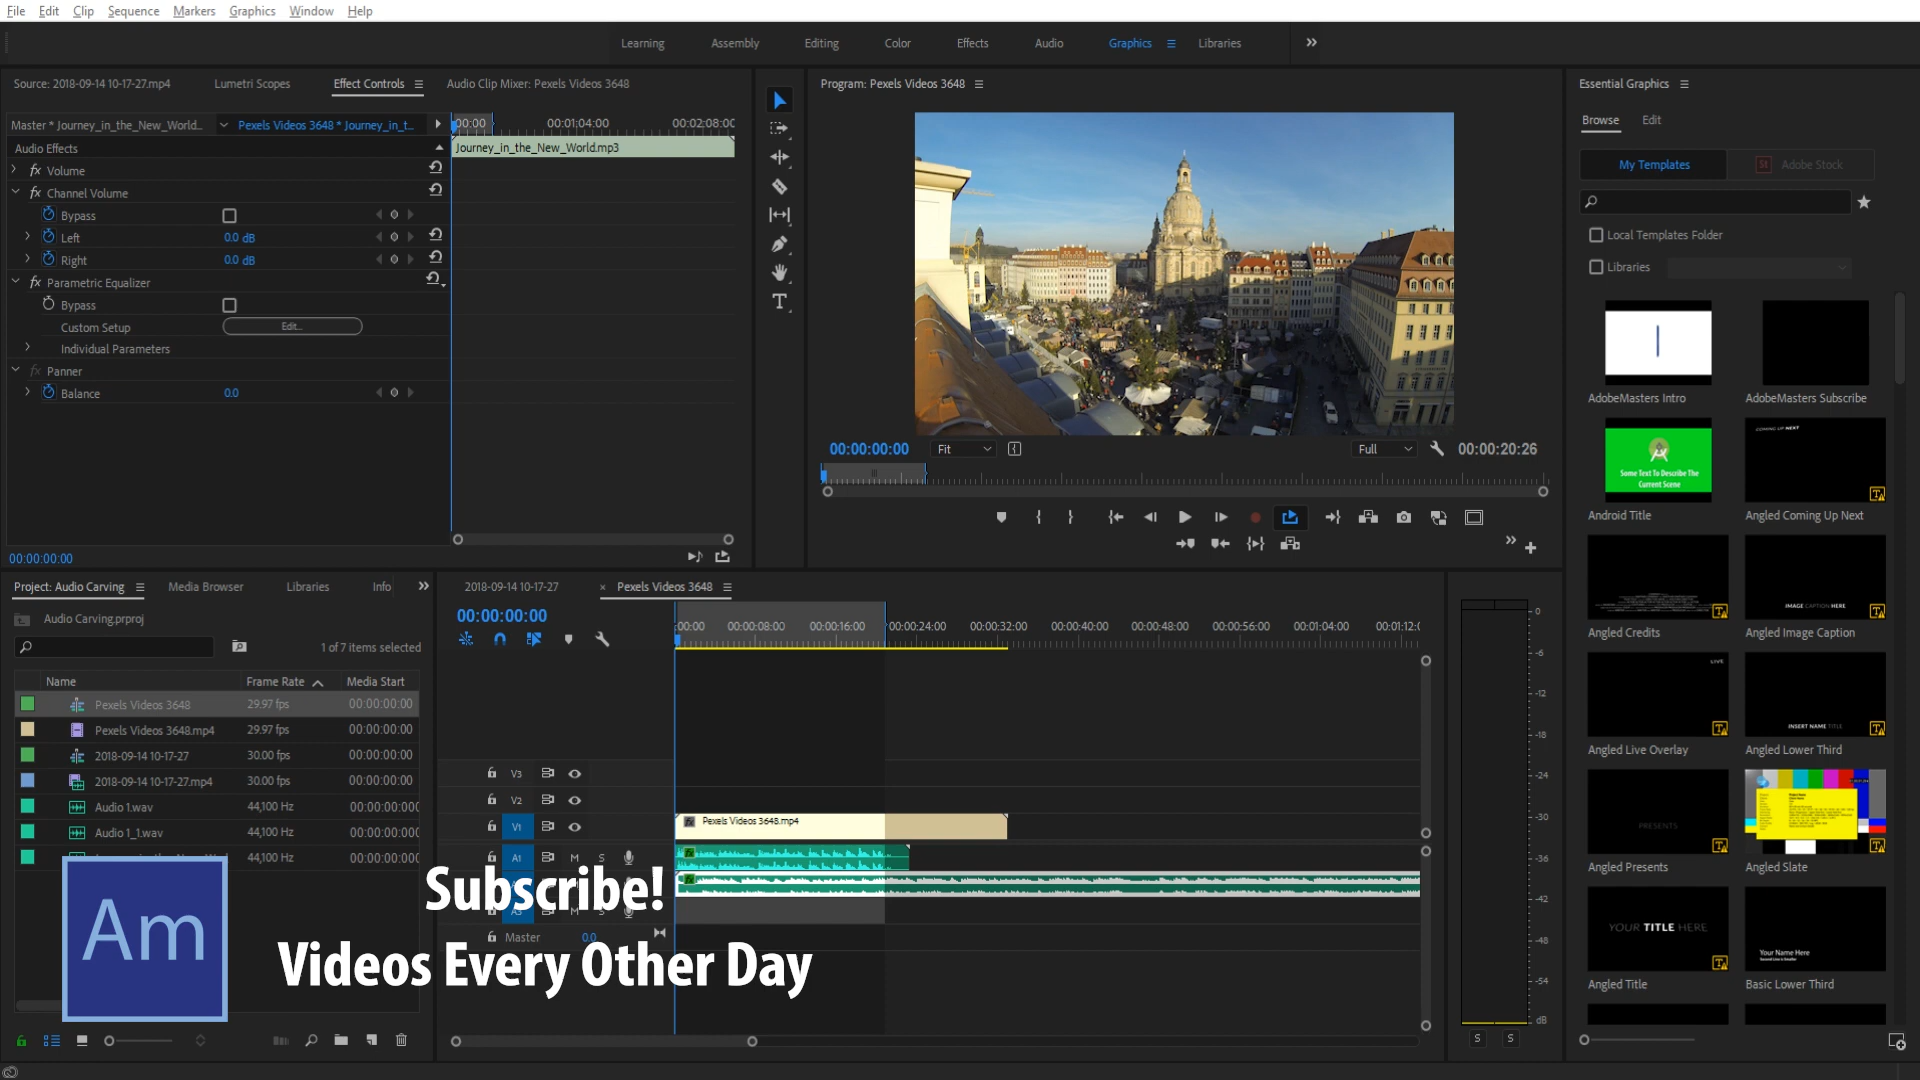 File Edit Clip Sequence Markers Graphics Window Help
Learning Assembly Editing Color Effects Audio Graphics Libraries
Source: 2018-09-14 10-17-27.mp4 Lumetri Scopes Effect Controls Audio Clip Mixer: Pexels Videos 3648
Master * Journey_in_the_New_World... Pexels Videos 3648 * Journey_in_t...
00:00 00:01:04:00 00:02:08:00
Audio Effects
Journey_in_the_New_World.mp3
fx Volume
fx Channel Volume
Bypass
Left 0.0 dB
Right 0.0 dB
fx Parametric Equalizer
Bypass
Custom Setup Edit...
Individual Parameters
fx Panner
Balance 0.0
00:00:00:00
Program: Pexels Videos 3648
00:00:00:00 Fit Full 00:00:20:26
Essential Graphics
Browse Edit
My Templates St Adobe Stock
Local Templates Folder
Libraries
AdobeMasters Intro AdobeMasters Subscribe
Some Text To Describe The
Current Scene
COMING UP NEXT
Android Title Angled Coming Up Next
IMAGE CAPTION HERE
Angled Credits Angled Image Caption
LIVE
INSERT NAME TITLE
Angled Live Overlay Angled Lower Third
PRESENTS
Angled Presents Angled Slate
YOUR TITLE HERE
Your Name Here
Second Line is Smaller
Angled Title Basic Lower Third
Project: Audio Carving Media Browser Libraries Info
Audio Carving.prproj
1 of 7 items selected
Name Frame Rate Media Start
Pexels Videos 3648 29.97 fps 00:00:00:00
Pexels Videos 3648.mp4 29.97 fps 00:00:00:00
2018-09-14 10-17-27 30.00 fps 00:00:00:00
2018-09-14 10-17-27.mp4 30.00 fps 00:00:00:00
Audio 1.wav 44,100 Hz 00:00:00:000
Audio 1_1.wav 44,100 Hz 00:00:00:000
44,100 Hz 00:00:00:000
2018-09-14 10-17-27 × Pexels Videos 3648
00:00:00:00
:00:00 00:00:08:00 00:00:16:00 00:00:24:00 00:00:32:00 00:00:40:00 00:00:48:00 00:00:56:00 00:01:04:00 00:01:12:0
V3
V2
V1 fx Pexels Videos 3648.mp4
A1 M S
A3 M S
Master 0.0
0
-6
-12
-18
-24
-30
-36
-42
-48
-54
dB
S S
Am
Subscribe!
Videos Every Other Day